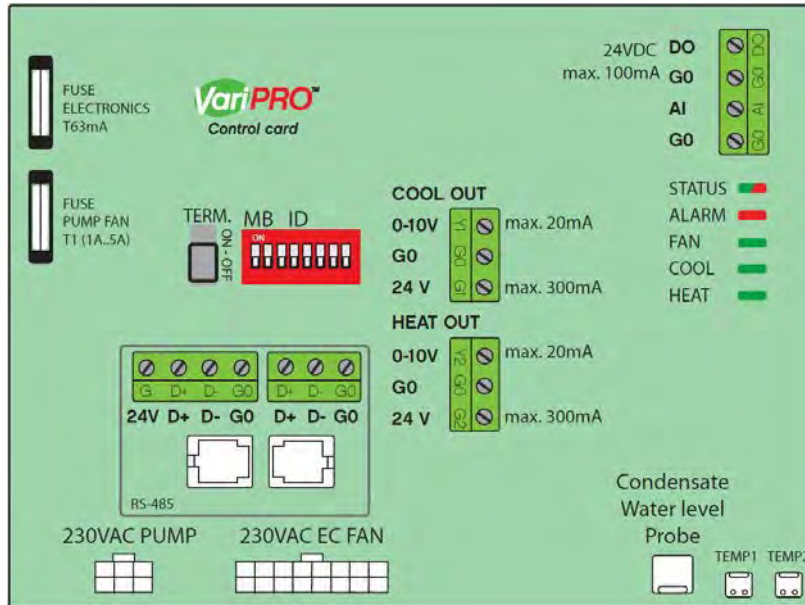 FUSE
ELECTRONICS
T63mA
VariPRO™
Control card
24VDC DO
max. 100mA G0
AI
G0
DO
G0
AI
G0
FUSE
PUMP FAN
T1 (1A..5A)
TERM.
ON - OFF
MB ID
ON
COOL OUT
0-10V Y1 max. 20mA
G0 G0
24 V G1 max. 300mA
HEAT OUT
0-10V Y2 max. 20mA
G0 G0
24 V G2 max. 300mA
STATUS
ALARM
FAN
COOL
HEAT
G D+ D- G0 D+ D- G0
24V D+ D- G0 D+ D- G0
RS-485
230VAC PUMP
230VAC EC FAN
Condensate
Water level
Probe
TEMP1 TEMP2